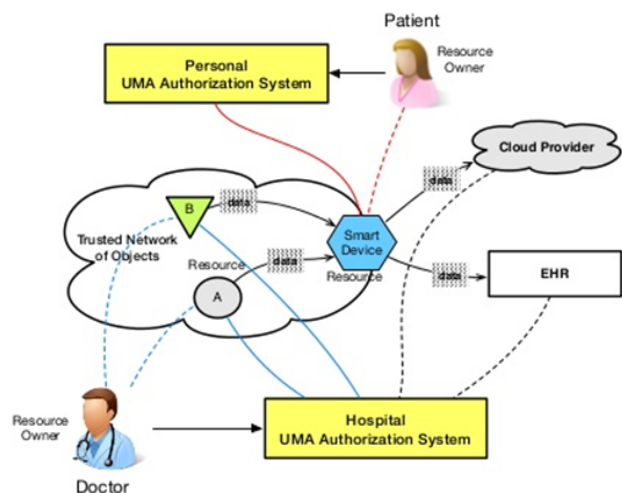 Patient
Personal
UMA Authorization System
Resource
Owner
Cloud Provider
data
B
data
Smart
Device
Trusted Network
of Objects
Resource
data
Resource
data
EHR
A
Resource
Owner
Hospital
UMA Authorization System
Doctor